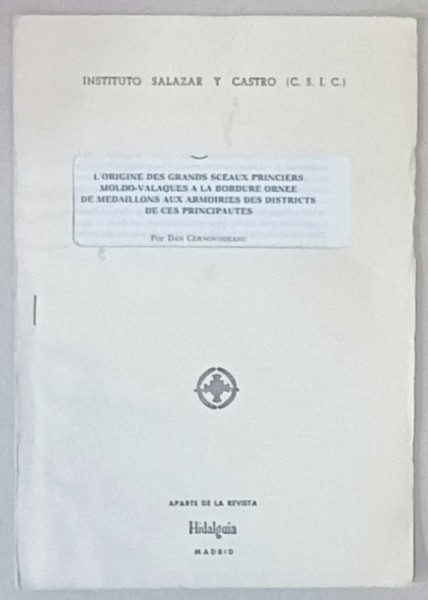 INSTITUTO SALAZAR Y CASTRO (C. S. I. C.)
L'ORIGINE DES GRANDS SCEAUX PRINCIERS
MOLDO-VALAQUES A LA BORDURE ORNEE
DE MEDAILLONS AUX ARMOIRIES DES DISTRICTS
DE CES PRINCIPAUTES
Por DAN CERNOVODEANU
APARTE DE LA REVISTA
Hidalguía
MADRID